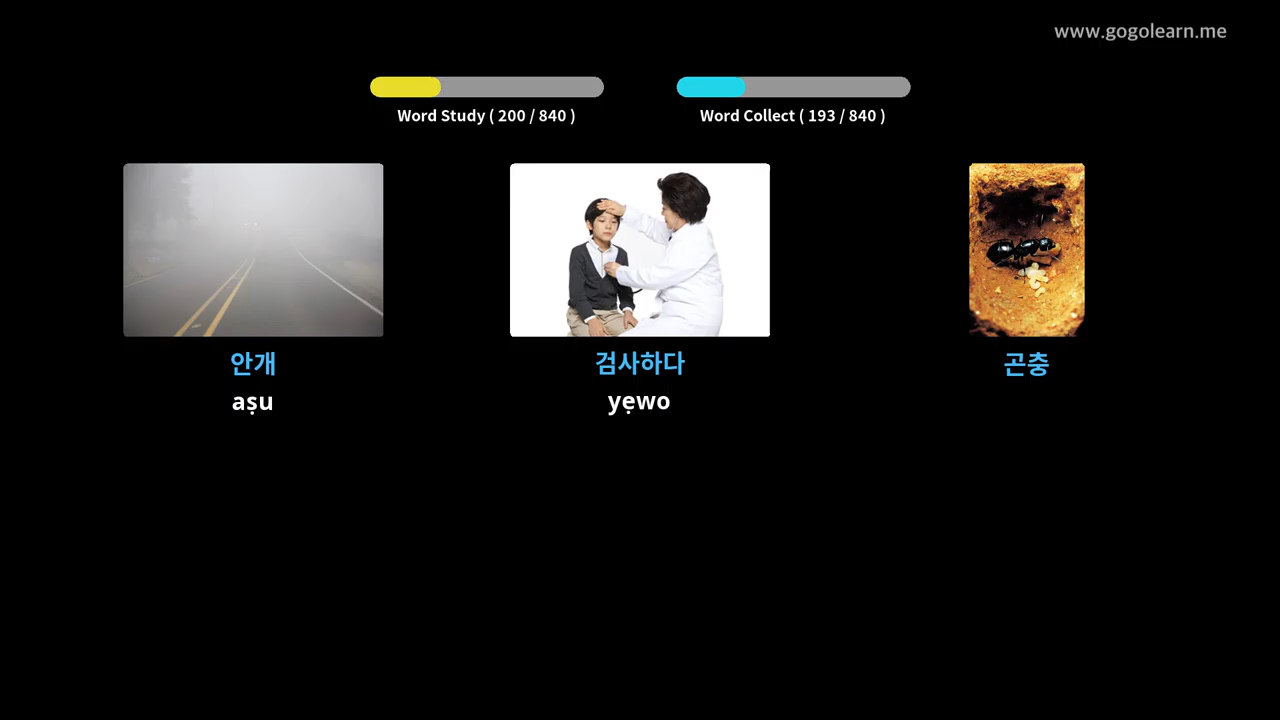 www.gogolearn.me
Word Study ( 200 / 840 )
Word Collect ( 193 / 840 )
안개
검사하다
곤충
aṣu
yẹwo